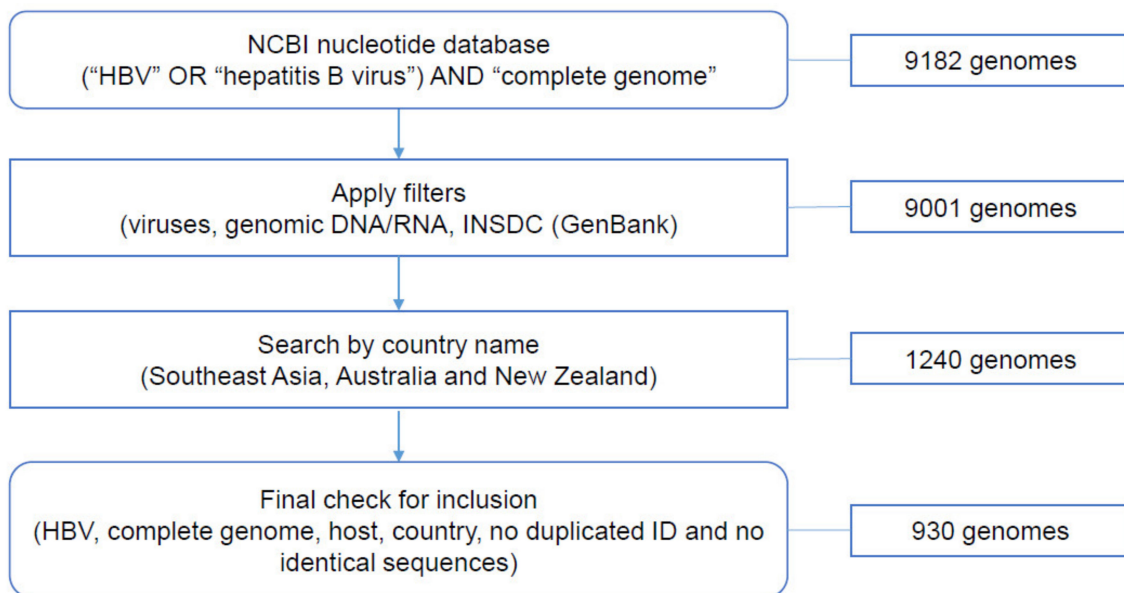 NCBI nucleotide database
(“HBV” OR “hepatitis B virus”) AND “complete genome”
9182 genomes
Apply filters
(viruses, genomic DNA/RNA, INSDC (GenBank)
9001 genomes
Search by country name
(Southeast Asia, Australia and New Zealand)
1240 genomes
Final check for inclusion
(HBV, complete genome, host, country, no duplicated ID and no
identical sequences)
930 genomes